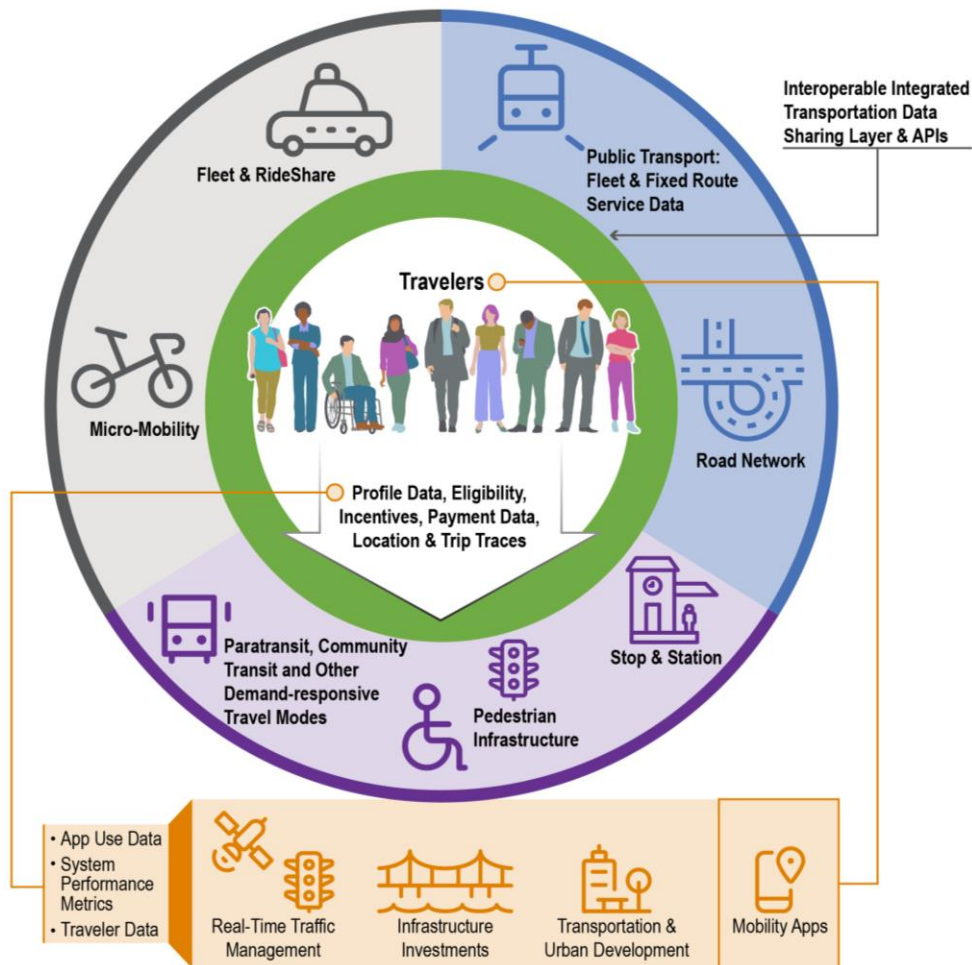 Interoperable Integrated
Transportation Data
Sharing Layer & APIs
Fleet & RideShare
Public Transport:
Fleet & Fixed Route
Service Data
Travelers
Micro-Mobility
Road Network
Profile Data, Eligibility,
Incentives, Payment Data,
Location & Trip Traces
Paratransit, Community
Transit and Other
Demand-responsive
Travel Modes
Stop & Station
Pedestrian
Infrastructure
• App Use Data
• System
Performance
Metrics
• Traveler Data
Real-Time Traffic
Management
Infrastructure
Investments
Transportation &
Urban Development
Mobility Apps